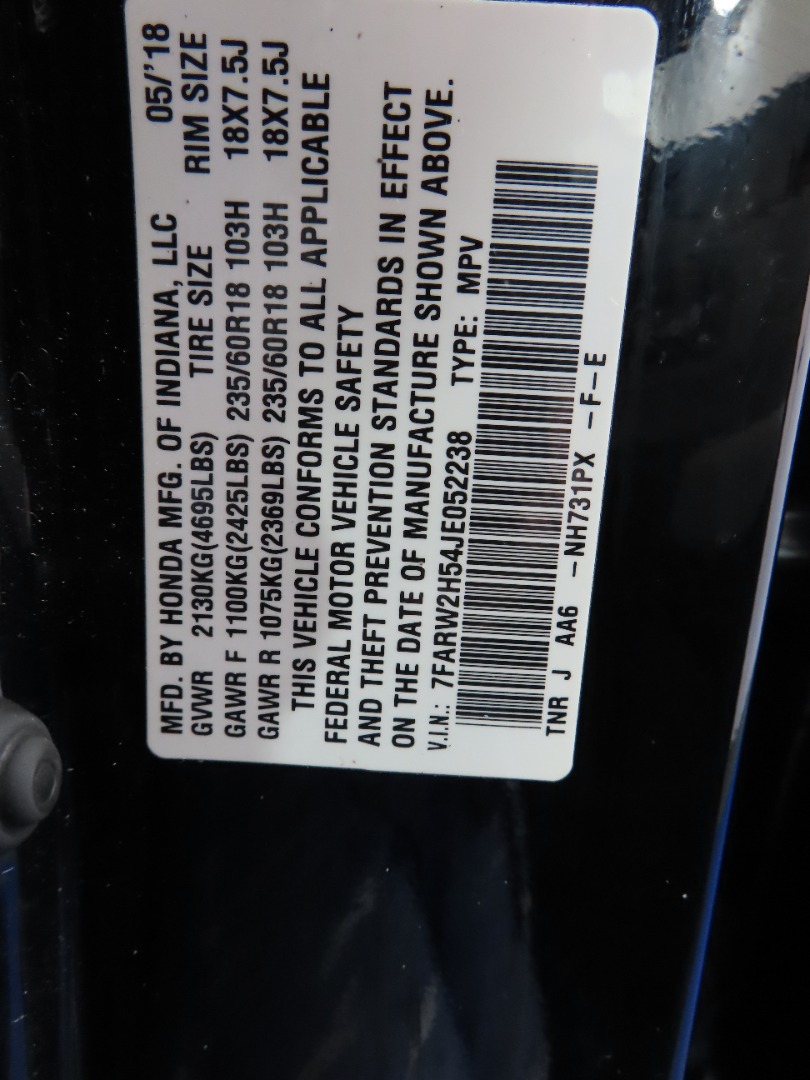 MFD. BY HONDA MFG. OF INDIANA, LLC 05/'18
GVWR 2130KG(4695LBS) TIRE SIZE RIM SIZE
GAWR F 1100KG(2425LBS) 235/60R18 103H 18X7.5J
GAWR R 1075KG(2369LBS) 235/60R18 103H 18X7.5J
THIS VEHICLE CONFORMS TO ALL APPLICABLE
FEDERAL MOTOR VEHICLE SAFETY
AND THEFT PREVENTION STANDARDS IN EFFECT
ON THE DATE OF MANUFACTURE SHOWN ABOVE.
V.I.N.: 7FARW2H54JE052238 TYPE: MPV
TNR J AA6 -NH731PX -F-E